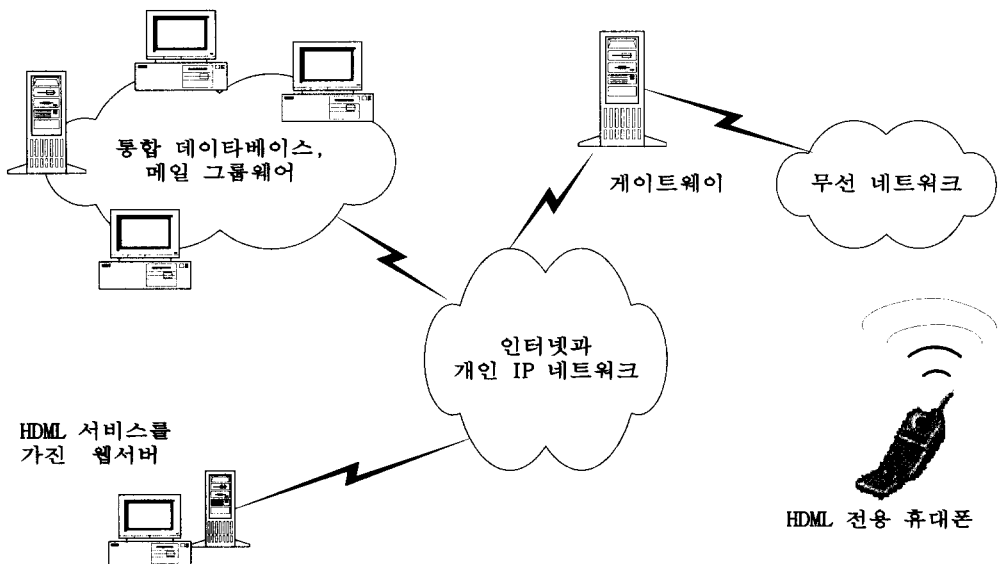 통합 데이타베이스,
메일 그룹웨어
게이트웨이
무선 네트워크
인터넷과
개인 IP 네트워크
HDML 서비스를
가진 웹서버
HDML 전용 휴대폰